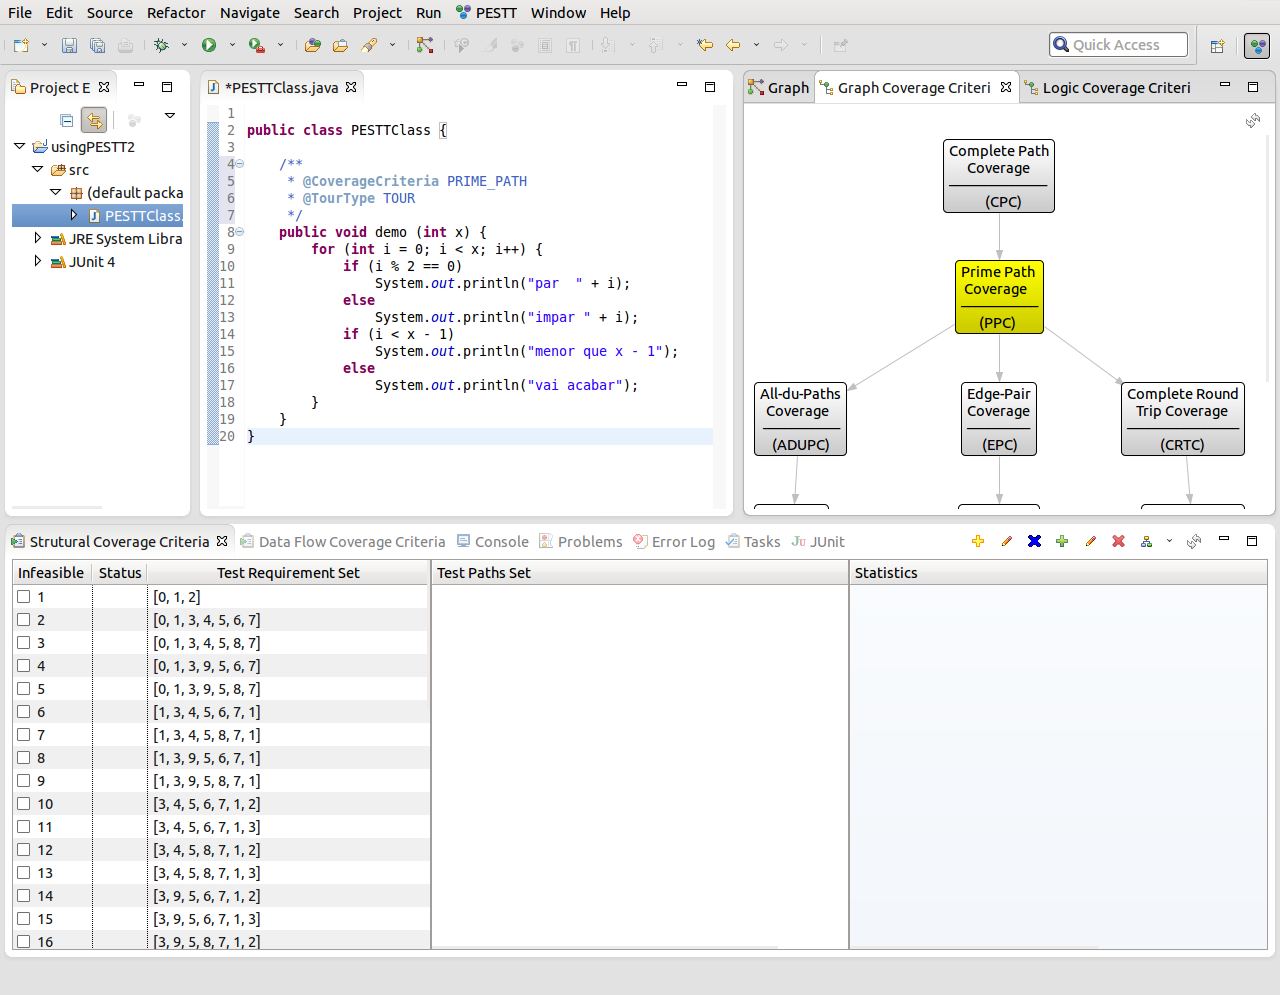 File Edit Source Refactor Navigate Search Project Run PESTT Window Help
Quick Access
Project E
usingPESTT2
src
(default packa
PESTTClass.
JRE System Libra
JUnit 4
*PESTTClass.java
1
2 public class PESTTClass {
3
4 /**
5 * @CoverageCriteria PRIME_PATH
6 * @TourType TOUR
7 */
8 public void demo (int x) {
9 for (int i = 0; i < x; i++) {
10 if (i % 2 == 0)
11 System.out.println("par  " + i);
12 else
13 System.out.println("impar " + i);
14 if (i < x - 1)
15 System.out.println("menor que x - 1");
16 else
17 System.out.println("vai acabar");
18 }
19 }
20 }
Graph Graph Coverage Criteri Logic Coverage Criteri
Complete Path
Coverage
(CPC)
Prime Path
Coverage
(PPC)
All-du-Paths
Coverage
(ADUPC)
Edge-Pair
Coverage
(EPC)
Complete Round
Trip Coverage
(CRTC)
Strutural Coverage Criteria Data Flow Coverage Criteria Console Problems Error Log Tasks JUnit
Infeasible Status Test Requirement Set Test Paths Set Statistics
1 [0, 1, 2]
2 [0, 1, 3, 4, 5, 6, 7]
3 [0, 1, 3, 4, 5, 8, 7]
4 [0, 1, 3, 9, 5, 6, 7]
5 [0, 1, 3, 9, 5, 8, 7]
6 [1, 3, 4, 5, 6, 7, 1]
7 [1, 3, 4, 5, 8, 7, 1]
8 [1, 3, 9, 5, 6, 7, 1]
9 [1, 3, 9, 5, 8, 7, 1]
10 [3, 4, 5, 6, 7, 1, 2]
11 [3, 4, 5, 6, 7, 1, 3]
12 [3, 4, 5, 8, 7, 1, 2]
13 [3, 4, 5, 8, 7, 1, 3]
14 [3, 9, 5, 6, 7, 1, 2]
15 [3, 9, 5, 6, 7, 1, 3]
16 [3, 9, 5, 8, 7, 1, 2]